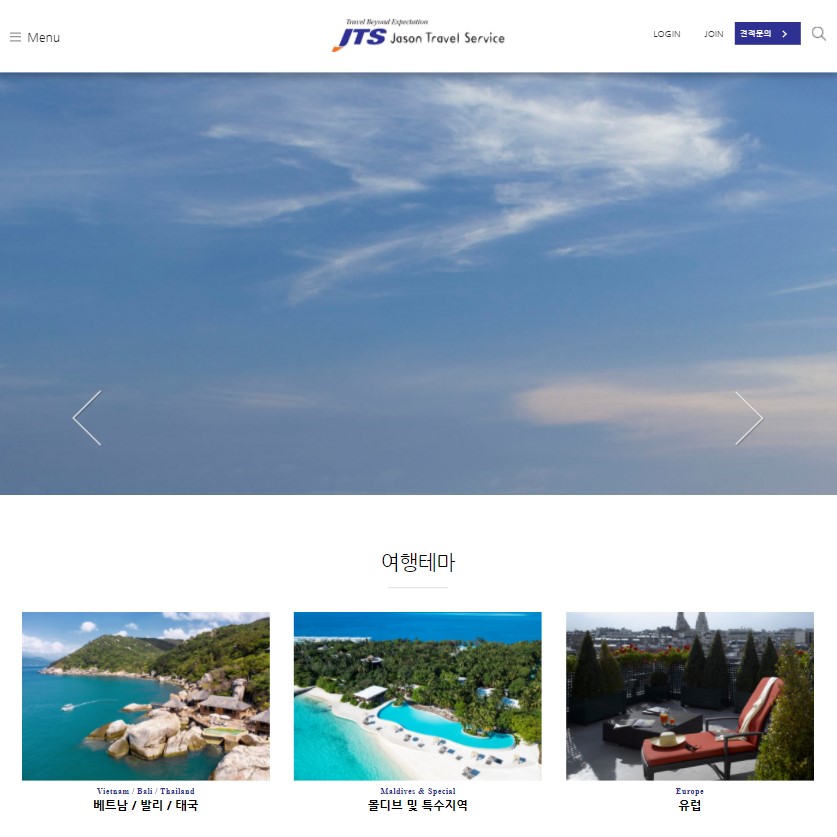 Menu
Travel Beyond Expectation
JTS Jason Travel Service
LOGIN
JOIN
견적문의
여행테마
Vietnam / Bali / Thailand
베트남 / 발리 / 태국
Maldives & Special
몰디브 및 특수지역
Europe
유럽